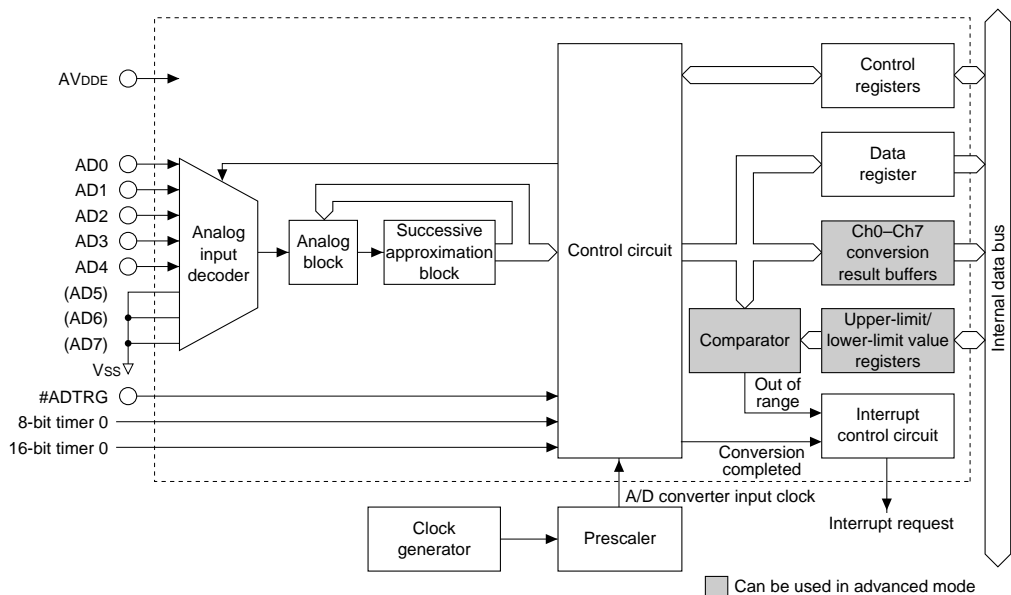 AVDDE
AD0
AD1
AD2
AD3
AD4
(AD5)
(AD6)
(AD7)
VSS
#ADTRG
8-bit timer 0
16-bit timer 0
Analog
input
decoder
Analog
block
Successive
approximation
block
Control circuit
Control
registers
Data
register
Ch0–Ch7
conversion
result buffers
Comparator
Upper-limit/
lower-limit value
registers
Out of
range
Interrupt
control circuit
Conversion
completed
A/D converter input clock
Interrupt request
Clock
generator
Prescaler
Internal data bus
Can be used in advanced mode